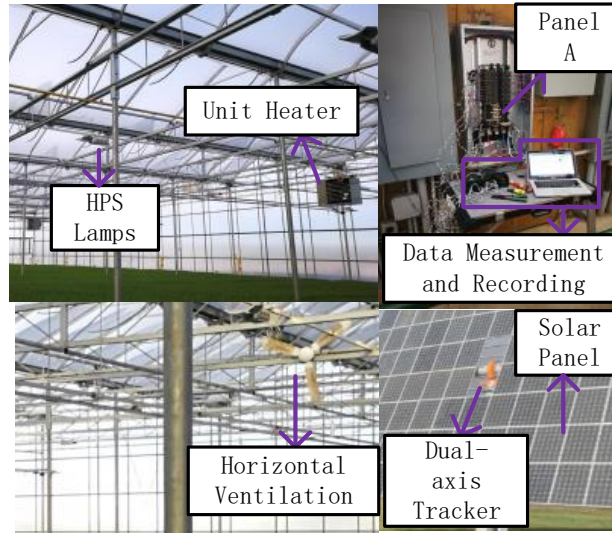 Unit Heater
HPS
Lamps
Panel
A
Data Measurement
and Recording
Horizontal
Ventilation
Solar
Panel
Dual-
axis
Tracker